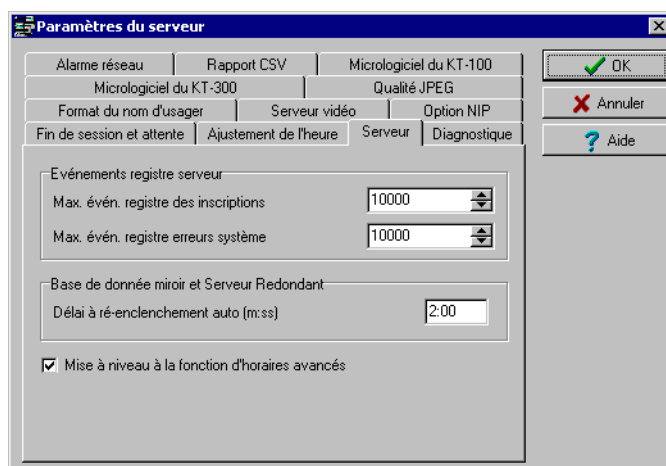 Paramètres du serveur
Alarme réseau
Rapport CSV
Micrologiciel du KT-100
Micrologiciel du KT-300
Qualité JPEG
Format du nom d'usager
Serveur vidéo
Option NIP
Fin de session et attente
Ajustement de l'heure
Serveur
Diagnostique
OK
Annuler
Aide
Evénements registre serveur
Max. évén. registre des inscriptions
10000
Max. évén. registre erreurs système
10000
Base de donnée miroir et Serveur Redondant
Délai à ré-enclenchement auto (m:ss)
2:00
Mise à niveau à la fonction d'horaires avancés